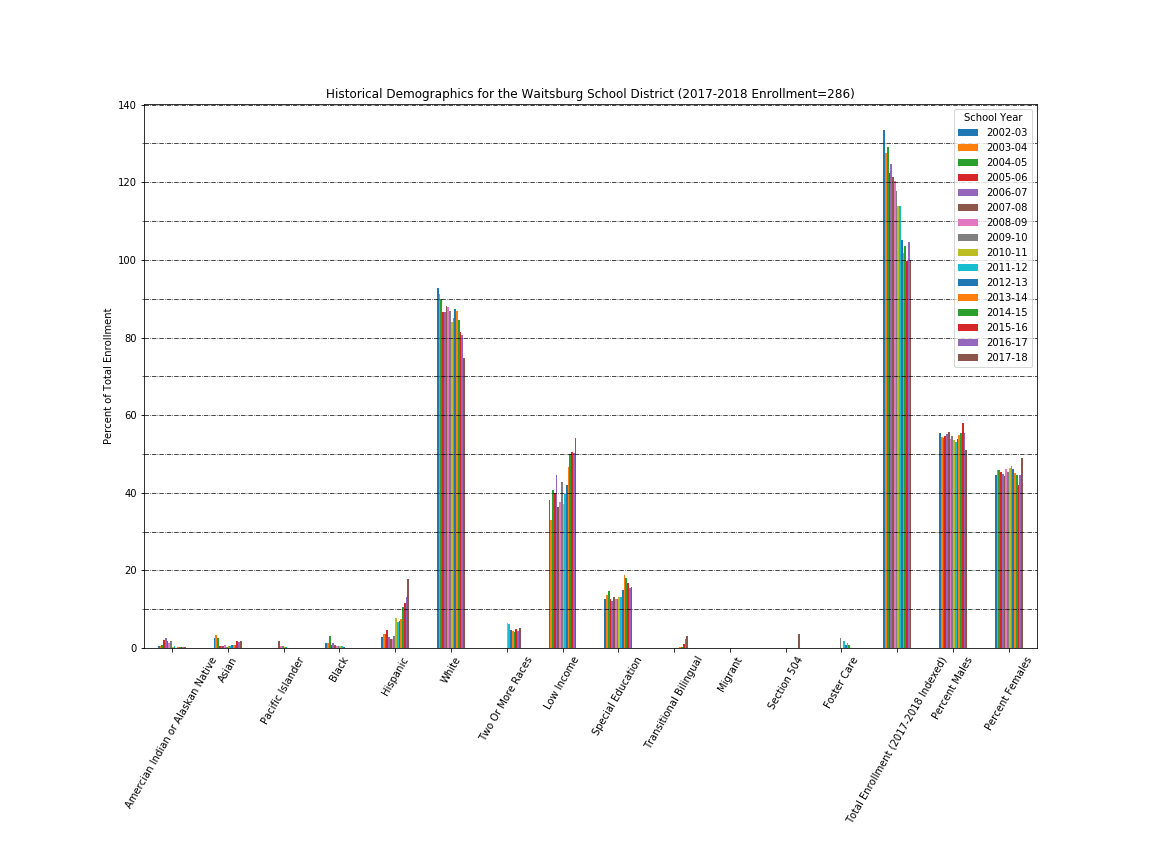 Historical Demographics for the Waitsburg School District (2017-2018 Enrollment=286)
Percent of Total Enrollment
140
120
100
80
60
40
20
0
School Year
2002-03
2003-04
2004-05
2005-06
2006-07
2007-08
2008-09
2009-10
2010-11
2011-12
2012-13
2013-14
2014-15
2015-16
2016-17
2017-18
Amercian Indian or Alaskan Native
Asian
Pacific Islander
Black
Hispanic
White
Two Or More Races
Low Income
Special Education
Transitional Bilingual
Migrant
Section 504
Foster Care
Total Enrollment (2017-2018 Indexed)
Percent Males
Percent Females